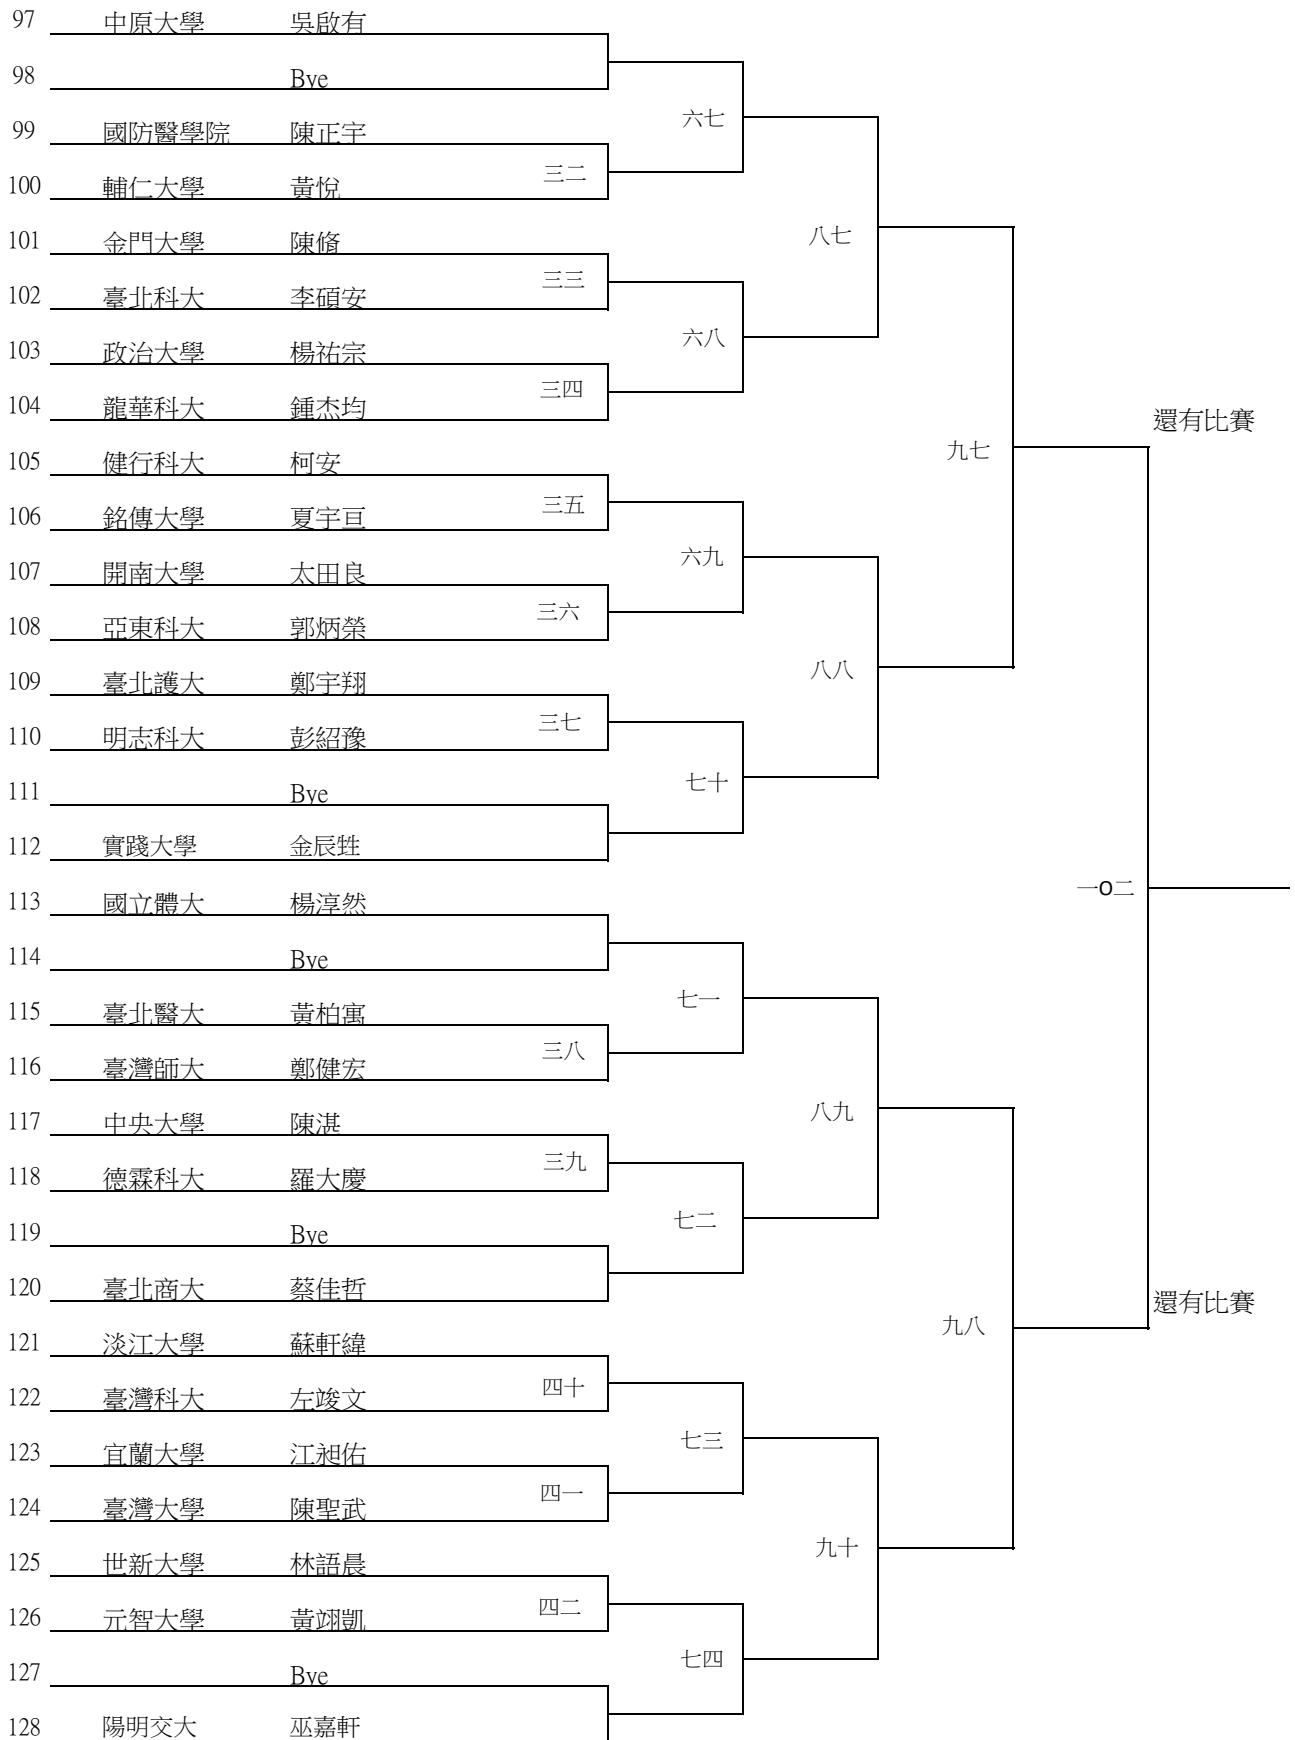 97 中原大學 吳啟有
98 Bye
六七
99 國防醫學院 陳正宇
三二
100 輔仁大學 黃悅
101 金門大學 陳脩
八七
三三
102 臺北科大 李碩安
六八
103 政治大學 楊祐宗
三四
104 龍華科大 鍾杰均
還有比賽
九七
105 健行科大 柯安
三五
106 銘傳大學 夏宇亘
六九
107 開南大學 太田良
三六
108 亞東科大 郭炳榮
八八
109 臺北護大 鄭宇翔
三七
110 明志科大 彭紹豫
七十
111 Bye
112 實踐大學 金辰甡
一0二
113 國立體大 楊淳然
114 Bye
七一
115 臺北醫大 黃柏寓
三八
116 臺灣師大 鄭健宏
八九
117 中央大學 陳湛
三九
118 德霖科大 羅大慶
七二
119 Bye
120 臺北商大 蔡佳哲
還有比賽
九八
121 淡江大學 蘇軒緯
四十
122 臺灣科大 左竣文
七三
123 宜蘭大學 江昶佑
四一
124 臺灣大學 陳聖武
九十
125 世新大學 林語晨
四二
126 元智大學 黃翊凱
七四
127 Bye
128 陽明交大 巫嘉軒